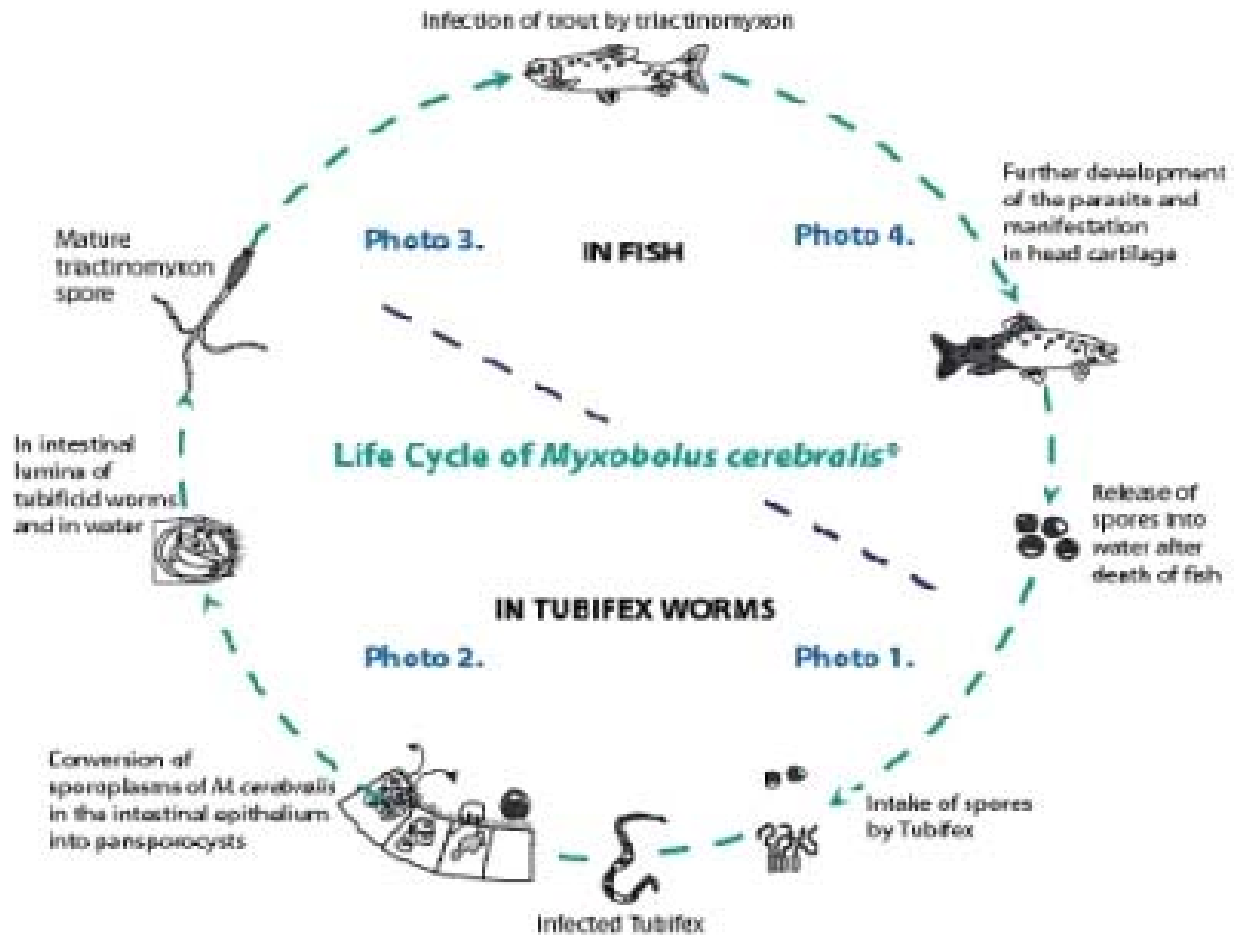 Infection of trout by triactinomyxon
Further development
of the parasite and
manifestation
in head cartilage
Photo 3.
IN FISH
Photo 4.
Mature
triactinomyxon
spore
Life Cycle of Myxobolus cerebralis
In intestinal
lumina of
tubificid worms
and in water
Release of
spores into
water after
death of fish
IN TUBIFEX WORMS
Photo 2.
Photo 1.
Conversion of
sporoplasms of M. cerebralis
in the intestinal epithelium
into pansporocysts
Intake of spores
by Tubifex
Infected Tubifex